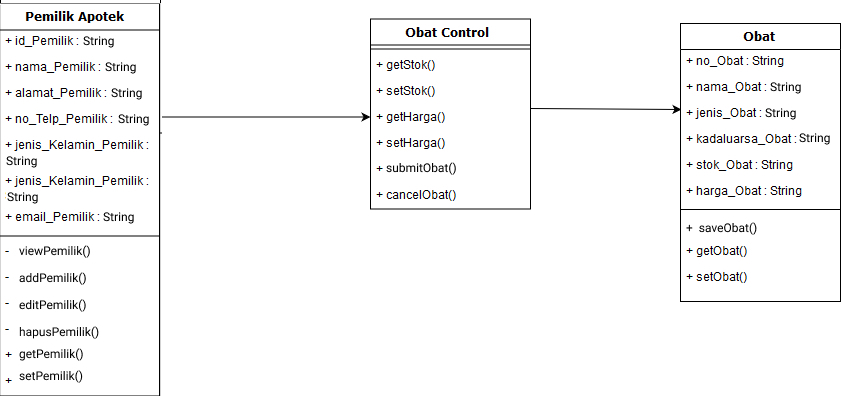 Pemilik Apotek
+ id_Pemilik : String
+ nama_Pemilik : String
+ alamat_Pemilik : String
+ no_Telp_Pemilik : String
+ jenis_Kelamin_Pemilik :
String
+ jenis_Kelamin_Pemilik :
String
+ email_Pemilik : String
- viewPemilik()
- addPemilik()
- editPemilik()
- hapusPemilik()
+ getPemilik()
+ setPemilik()
Obat Control
+ getStok()
+ setStok()
+ getHarga()
+ setHarga()
+ submitObat()
+ cancelObat()
Obat
+ no_Obat : String
+ nama_Obat : String
+ jenis_Obat : String
+ kadaluarsa_Obat : String
+ stok_Obat : String
+ harga_Obat : String
+ saveObat()
+ getObat()
+ setObat()